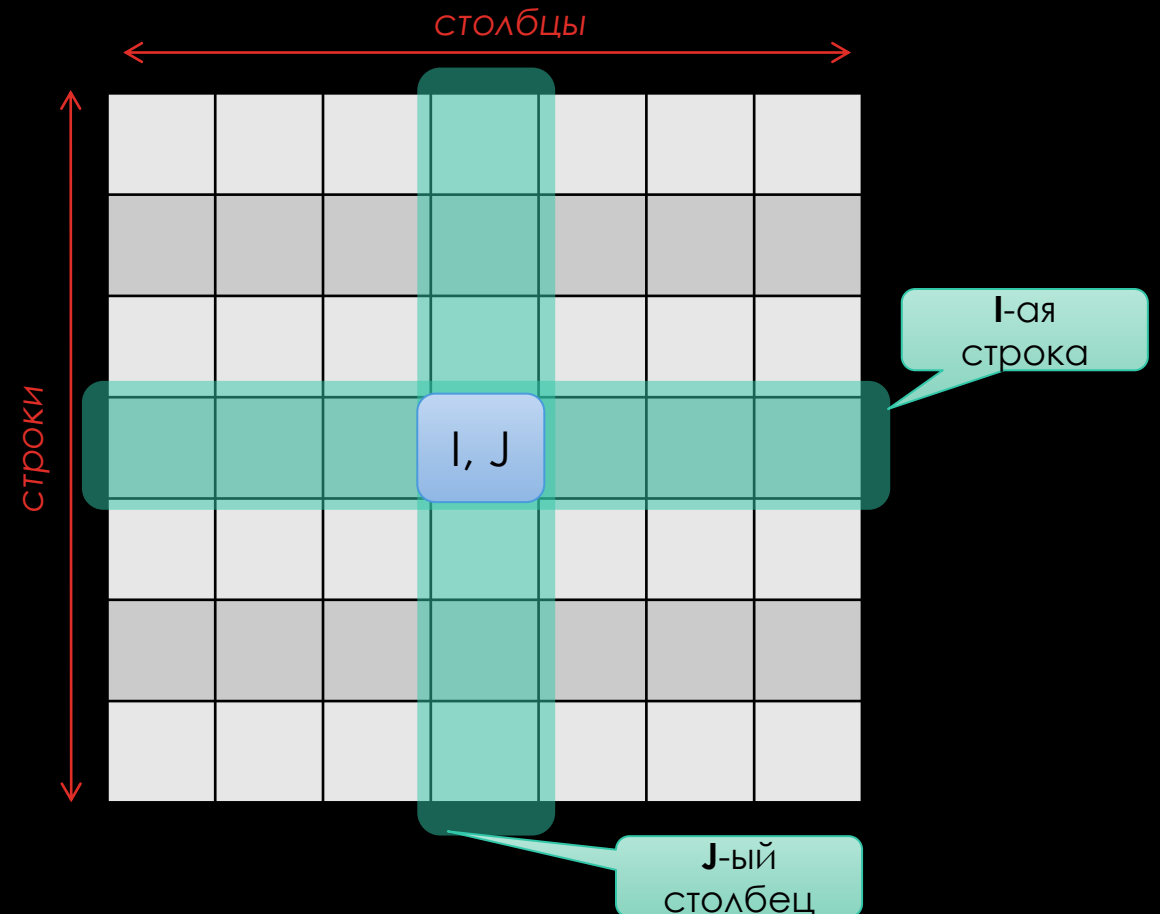 столбцы
строки
I-ая
строка
I, J
J-ый
столбец